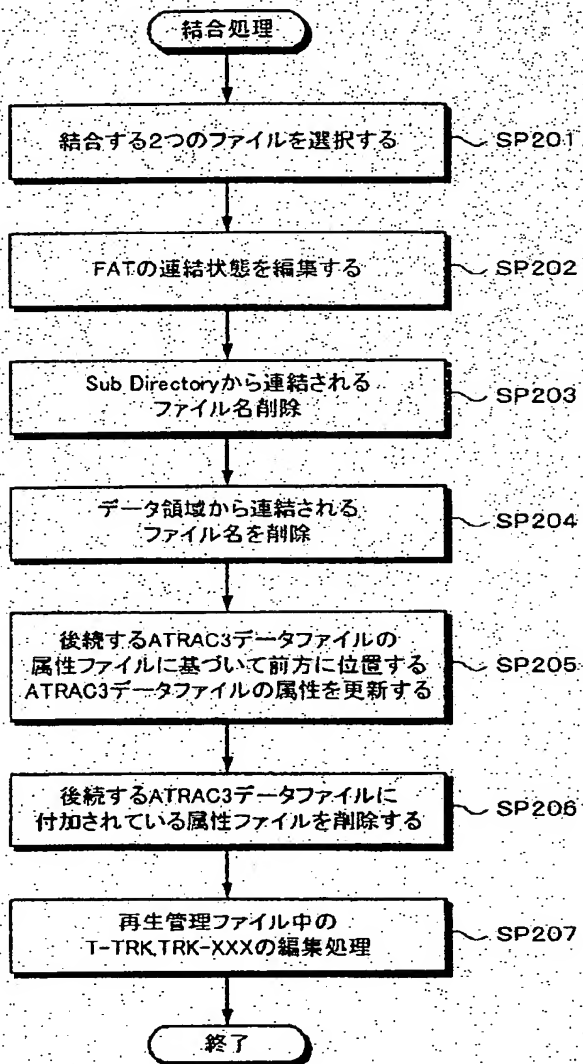 結合処理
結合する2つのファイルを選択する
SP201
FATの連結状態を編集する
SP202
Sub Directoryから連結される
ファイル名削除
SP203
データ領域から連結される
ファイル名を削除
SP204
後続するATRAC3データファイルの
属性ファイルに基づいて前方に位置する
ATRAC3データファイルの属性を更新する
SP205
後続するATRAC3データファイルに
付加されている属性ファイルを削除する
SP206
再生管理ファイル中の
T-TRK,TRK-XXXの編集処理
SP207
終了